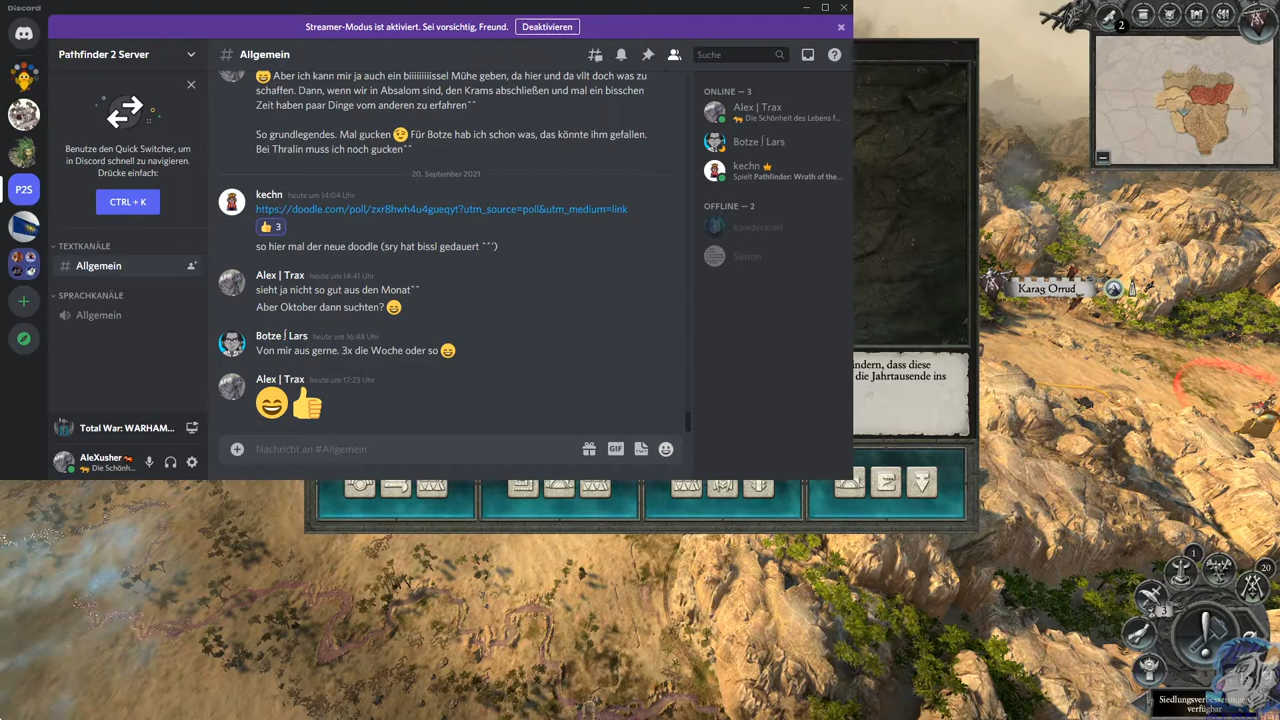 Discord
Streamer-Modus ist aktiviert. Sei vorsichtig, Freund.
Deaktivieren
Pathfinder 2 Server
Allgemein
Suche
Benutze den Quick Switcher, um
in Discord schnell zu navigieren.
Drücke einfach:
CTRL + K
P2S
TEXTKANÄLE
Allgemein
SPRACHKANÄLE
Allgemein
Total War: WARHAM...
AleXusher
Die Schönh...
Aber ich kann mir ja auch ein biiiiiiiissel Mühe geben, da hier und da vllt doch was zu
schaffen. Dann, wenn wir in Absalom sind, den Krams abschließen und mal ein bisschen
Zeit haben paar Dinge vom anderen zu erfahren^^
So grundlegendes. Mal gucken 😉 Für Botze hab ich schon was, das könnte ihm gefallen.
Bei Thralin muss ich noch gucken^^
20. September 2021
kechn heute um 14:04 Uhr
https://doodle.com/poll/zxr8hwh4u4gueqyt?utm_source=poll&utm_medium=link
3
so hier mal der neue doodle (sry hat bissl gedauert ^^')
Alex | Trax heute um 14:41 Uhr
sieht ja nicht so gut aus den Monat^^
Aber Oktober dann suchten? 😄
Botze ⌡ Lars heute um 16:48 Uhr
Von mir aus gerne. 3x die Woche oder so 😄
Alex | Trax heute um 17:23 Uhr
😄👍
Nachricht an #Allgemein
GIF
ONLINE — 3
Alex | Trax
Die Schönheit des Lebens f...
Botze ⌡ Lars
kechn
Spielt Pathfinder: Wrath of the...
OFFLINE — 2
Simon
2
Karag Orrud
indern, dass diese
die Jahrtausende ins
1
20
3
Siedlungsverbesserungen
verfügbar